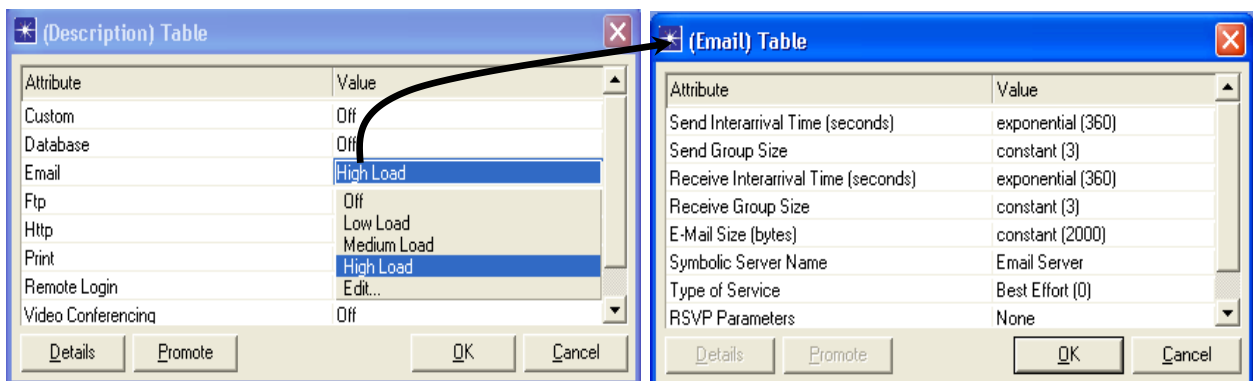 (Description) Table
Attribute Value
Custom Off
Database Off
Email High Load
Ftp Off
Low Load
Http
Medium Load
Print
High Load
Remote Login Edit...
Video Conferencing Off
Details Promote OK Cancel
(Email) Table
Attribute Value
Send Interarrival Time (seconds) exponential (360)
Send Group Size constant (3)
Receive Interarrival Time (seconds) exponential (360)
Receive Group Size constant (3)
E-Mail Size (bytes) constant (2000)
Symbolic Server Name Email Server
Type of Service Best Effort (0)
RSVP Parameters None
Details Promote OK Cancel